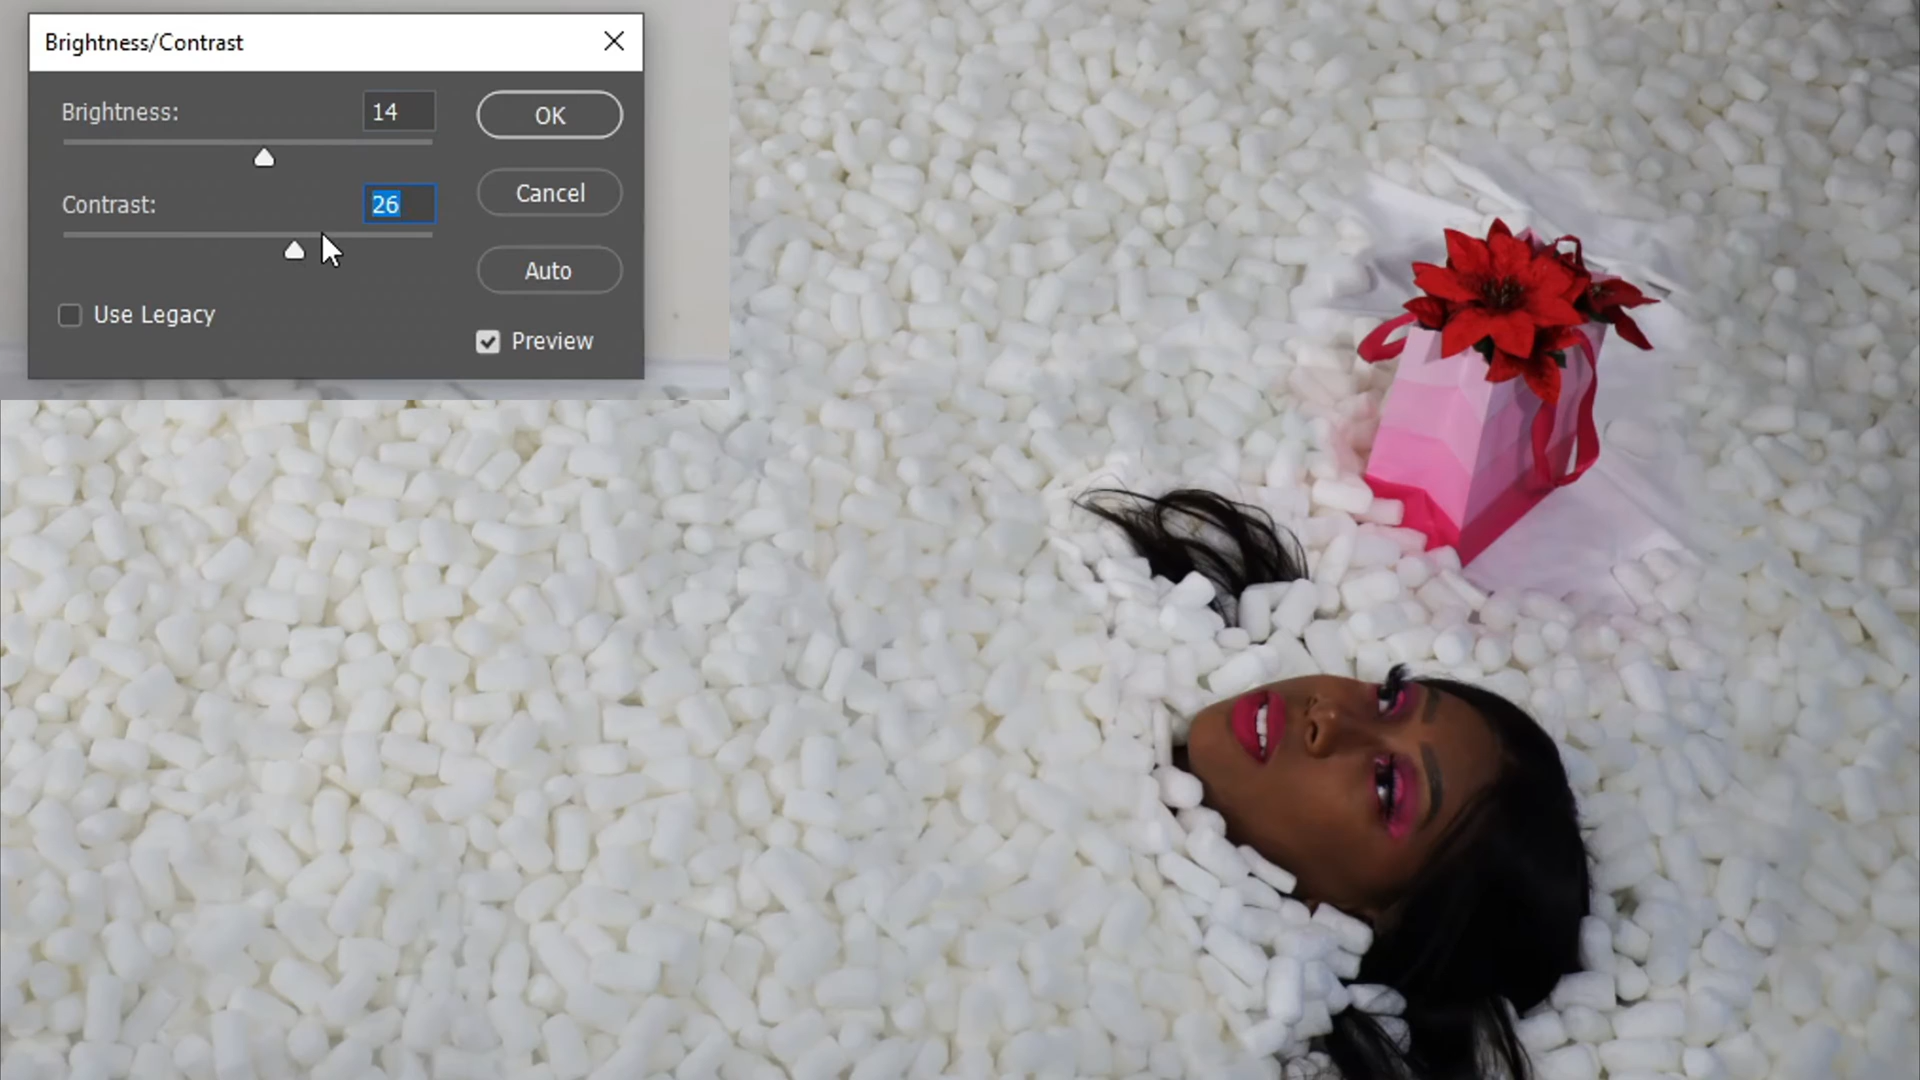 Brightness/Contrast
Brightness: 14
OK
Contrast: 26
Cancel
Auto
Use Legacy
Preview